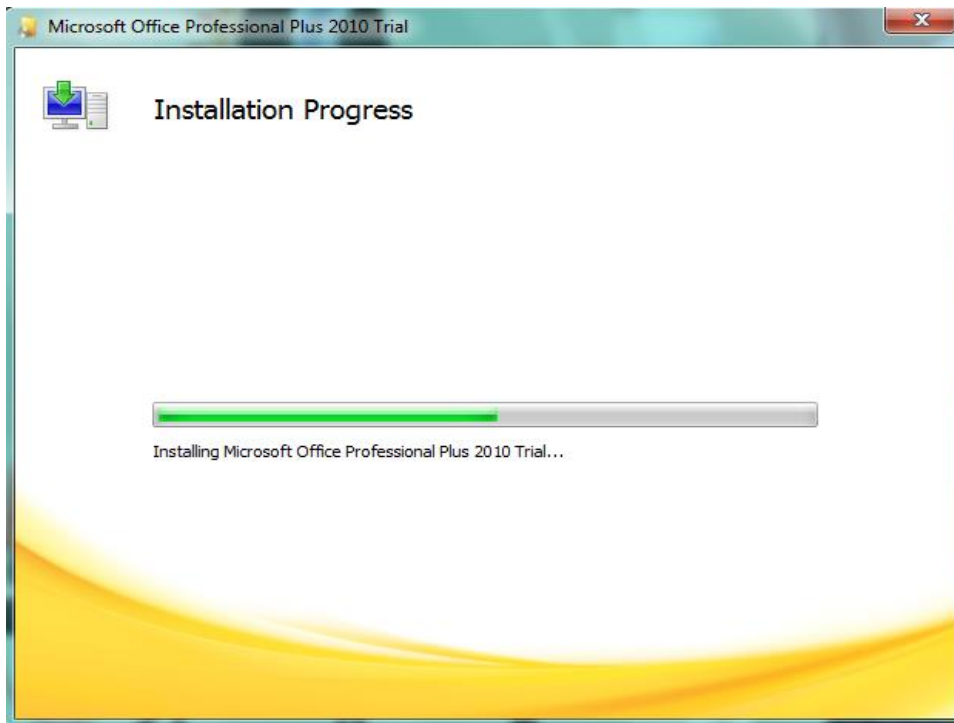 Microsoft Office Professional Plus 2010 Trial
Installation Progress
Installing Microsoft Office Professional Plus 2010 Trial...